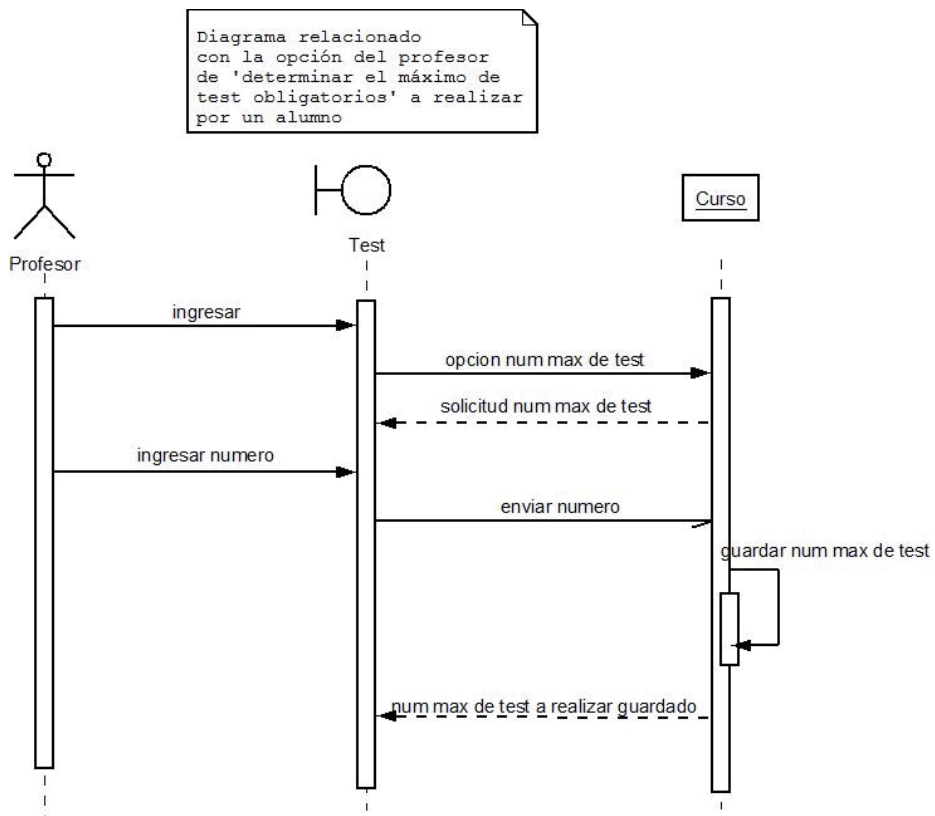 Diagrama relacionado
con la opción del profesor
de 'determinar el máximo de
test obligatorios' a realizar
por un alumno
Profesor
Test
Curso
ingresar
opcion num max de test
solicitud num max de test
ingresar numero
enviar numero
guardar num max de test
num max de test a realizar guardado